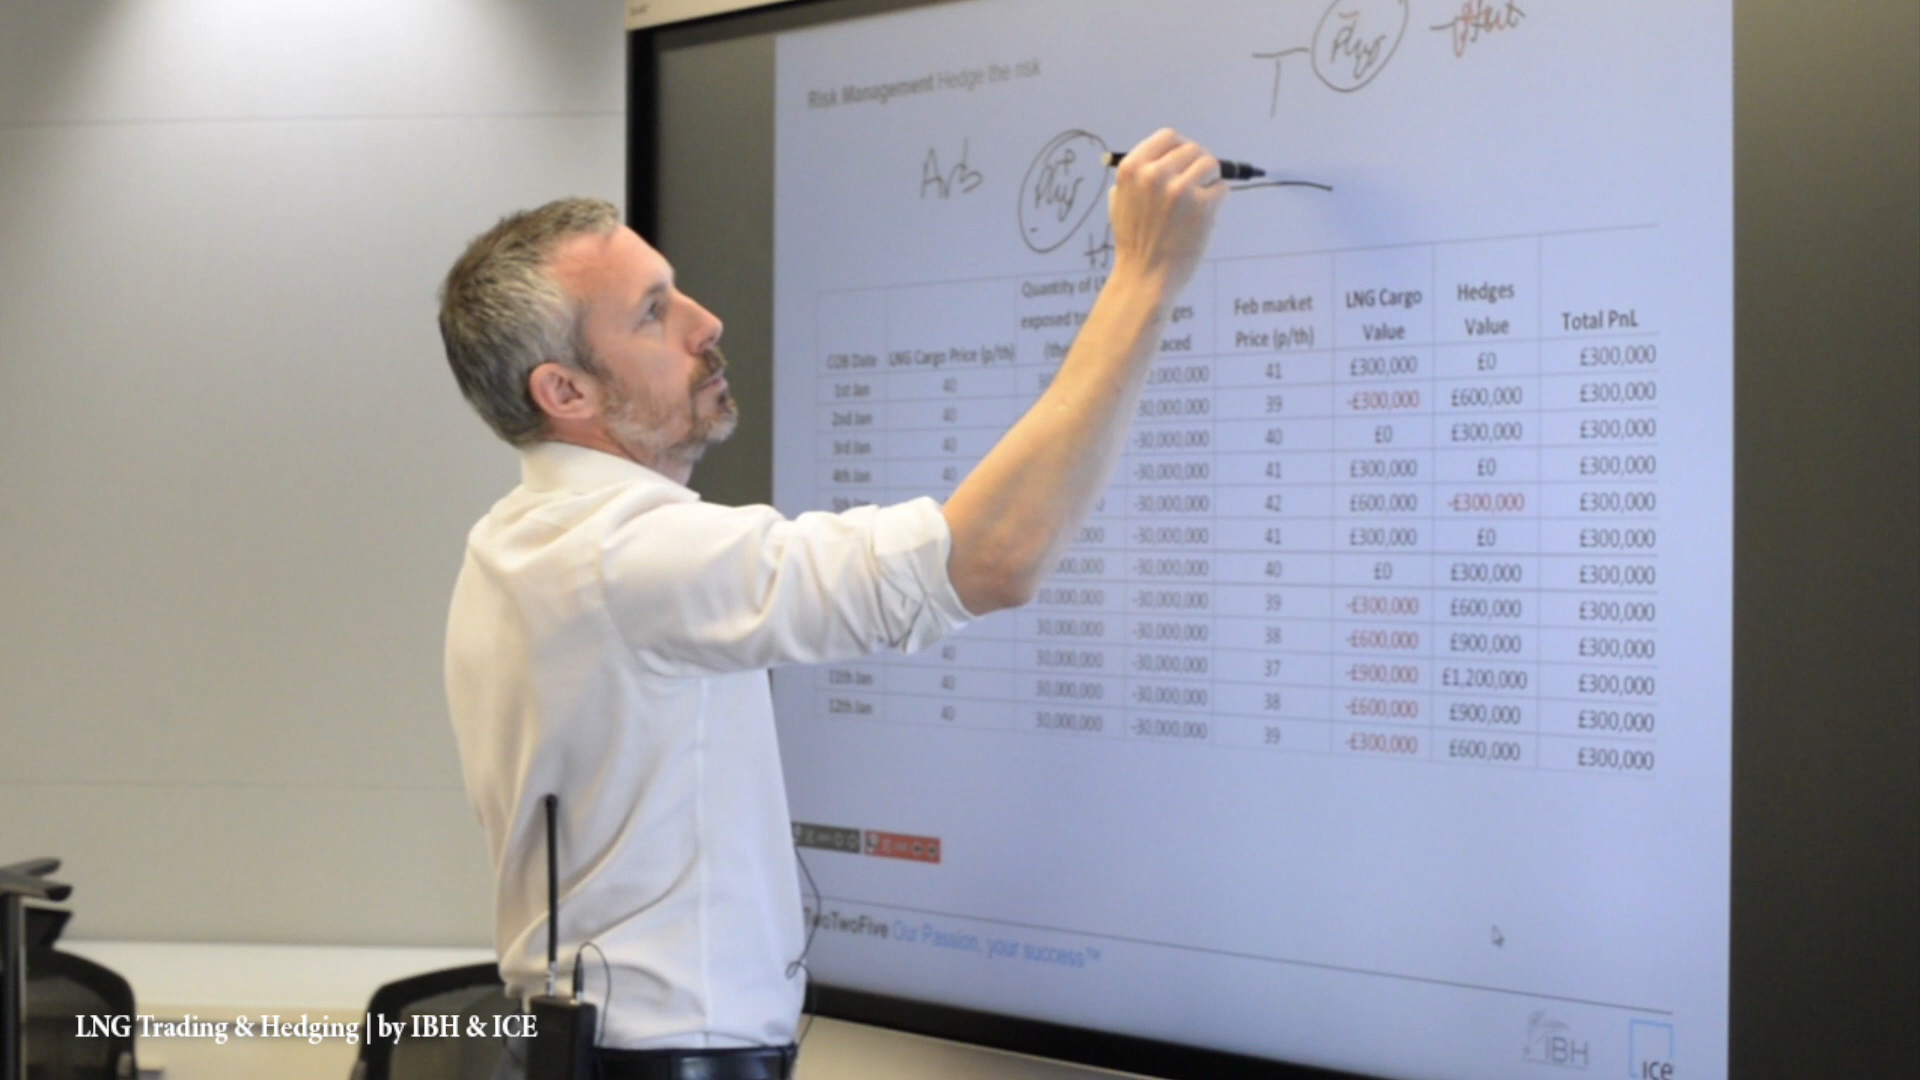 Risk Management Hedge the risk
Phys
Arb
Phys
Quantity of
exposed
COB Date LNG Cargo Price (p/th) Feb market Price (p/th) LNG Cargo Value Hedges Value Total PnL
1st Jan 40 41 £300,000 £0 £300,000
2nd Jan 40 30,000,000 39 -£300,000 £600,000 £300,000
3rd Jan 40 -30,000,000 40 £0 £300,000 £300,000
4th Jan 40 -30,000,000 41 £300,000 £0 £300,000
-30,000,000 42 £600,000 -£300,000 £300,000
-30,000,000 41 £300,000 £0 £300,000
-30,000,000 40 £0 £300,000 £300,000
30,000,000 -30,000,000 39 -£300,000 £600,000 £300,000
30,000,000 -30,000,000 38 -£600,000 £900,000 £300,000
40 30,000,000 -30,000,000 37 -£900,000 £1,200,000 £300,000
11th Jan 40 30,000,000 -30,000,000 38 -£600,000 £900,000 £300,000
12th Jan 40 30,000,000 -30,000,000 39 -£300,000 £600,000 £300,000
TwoTwoFive Our Passion, your success™
IBH
ice
LNG Trading & Hedging | by IBH & ICE